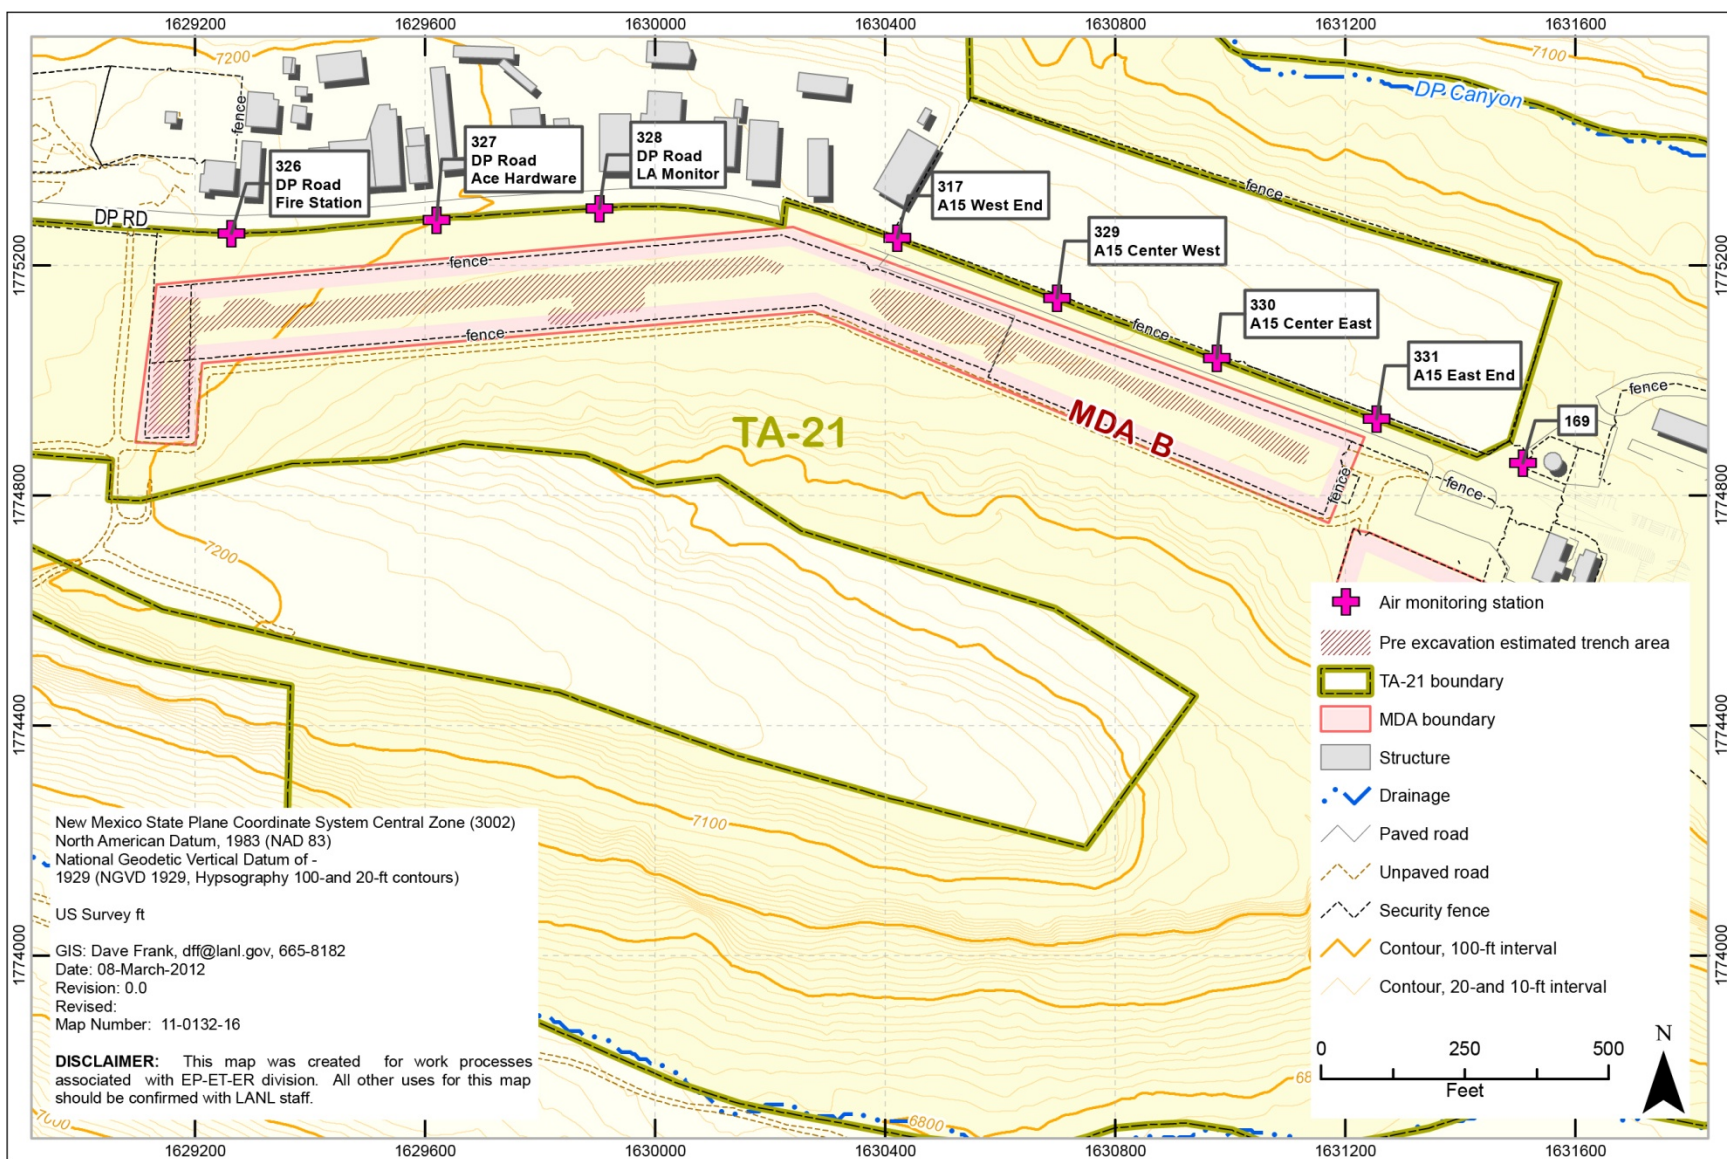 1629200 1629600 1630000 1630400 1630800 1631200 1631600
7200
7100
DP Canyon
fence
326
DP Road
Fire Station
327
DP Road
Ace Hardware
328
DP Road
LA Monitor
317
A15 West End
fence
DP RD
329
A15 Center West
1775200
1775200
fence
330
A15 Center East
fence
fence
331
A15 East End
fence
169
TA-21
MDA B
fence
fence
1774800
1774800
7200
Air monitoring station
Pre excavation estimated trench area
TA-21 boundary
MDA boundary
Structure
Drainage
Paved road
Unpaved road
Security fence
Contour, 100-ft interval
Contour, 20-and 10-ft interval
1774400
1774400
7100
New Mexico State Plane Coordinate System Central Zone (3002)
North American Datum, 1983 (NAD 83)
National Geodetic Vertical Datum of -
1929 (NGVD 1929, Hypsography 100-and 20-ft contours)
US Survey ft
GIS: Dave Frank, dff@lanl.gov, 665-8182
Date: 08-March-2012
Revision: 0.0
Revised:
Map Number: 11-0132-16
DISCLAIMER: This map was created for work processes
associated with EP-ET-ER division. All other uses for this map
should be confirmed with LANL staff.
1774000
1774000
N
0 250 500
Feet
7000
6800
1629200 1629600 1630000 1630400 1630800 1631200 1631600